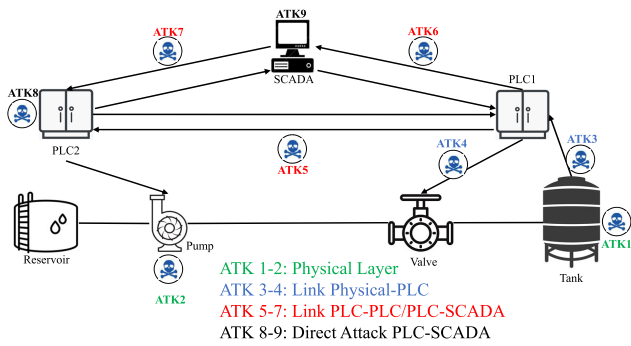 ATK9
ATK7
ATK6
SCADA
PLC1
ATK8
ATK3
ATK4
PLC2
ATK5
ATK1
Reservoir
Pump
Valve
Tank
ATK2
ATK 1-2: Physical Layer
ATK 3-4: Link Physical-PLC
ATK 5-7: Link PLC-PLC/PLC-SCADA
ATK 8-9: Direct Attack PLC-SCADA